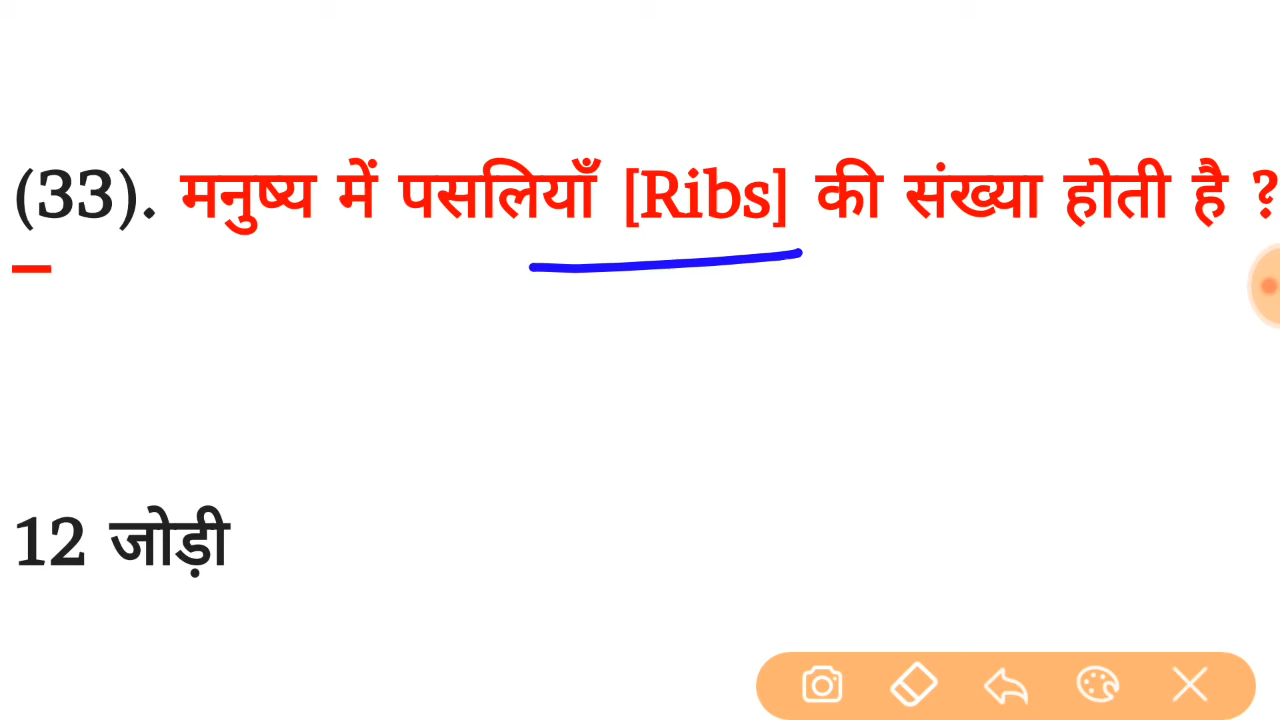 (33). मनुष्य में पसलियाँ [Ribs] की संख्या होती है ?
–
12 जोड़ी